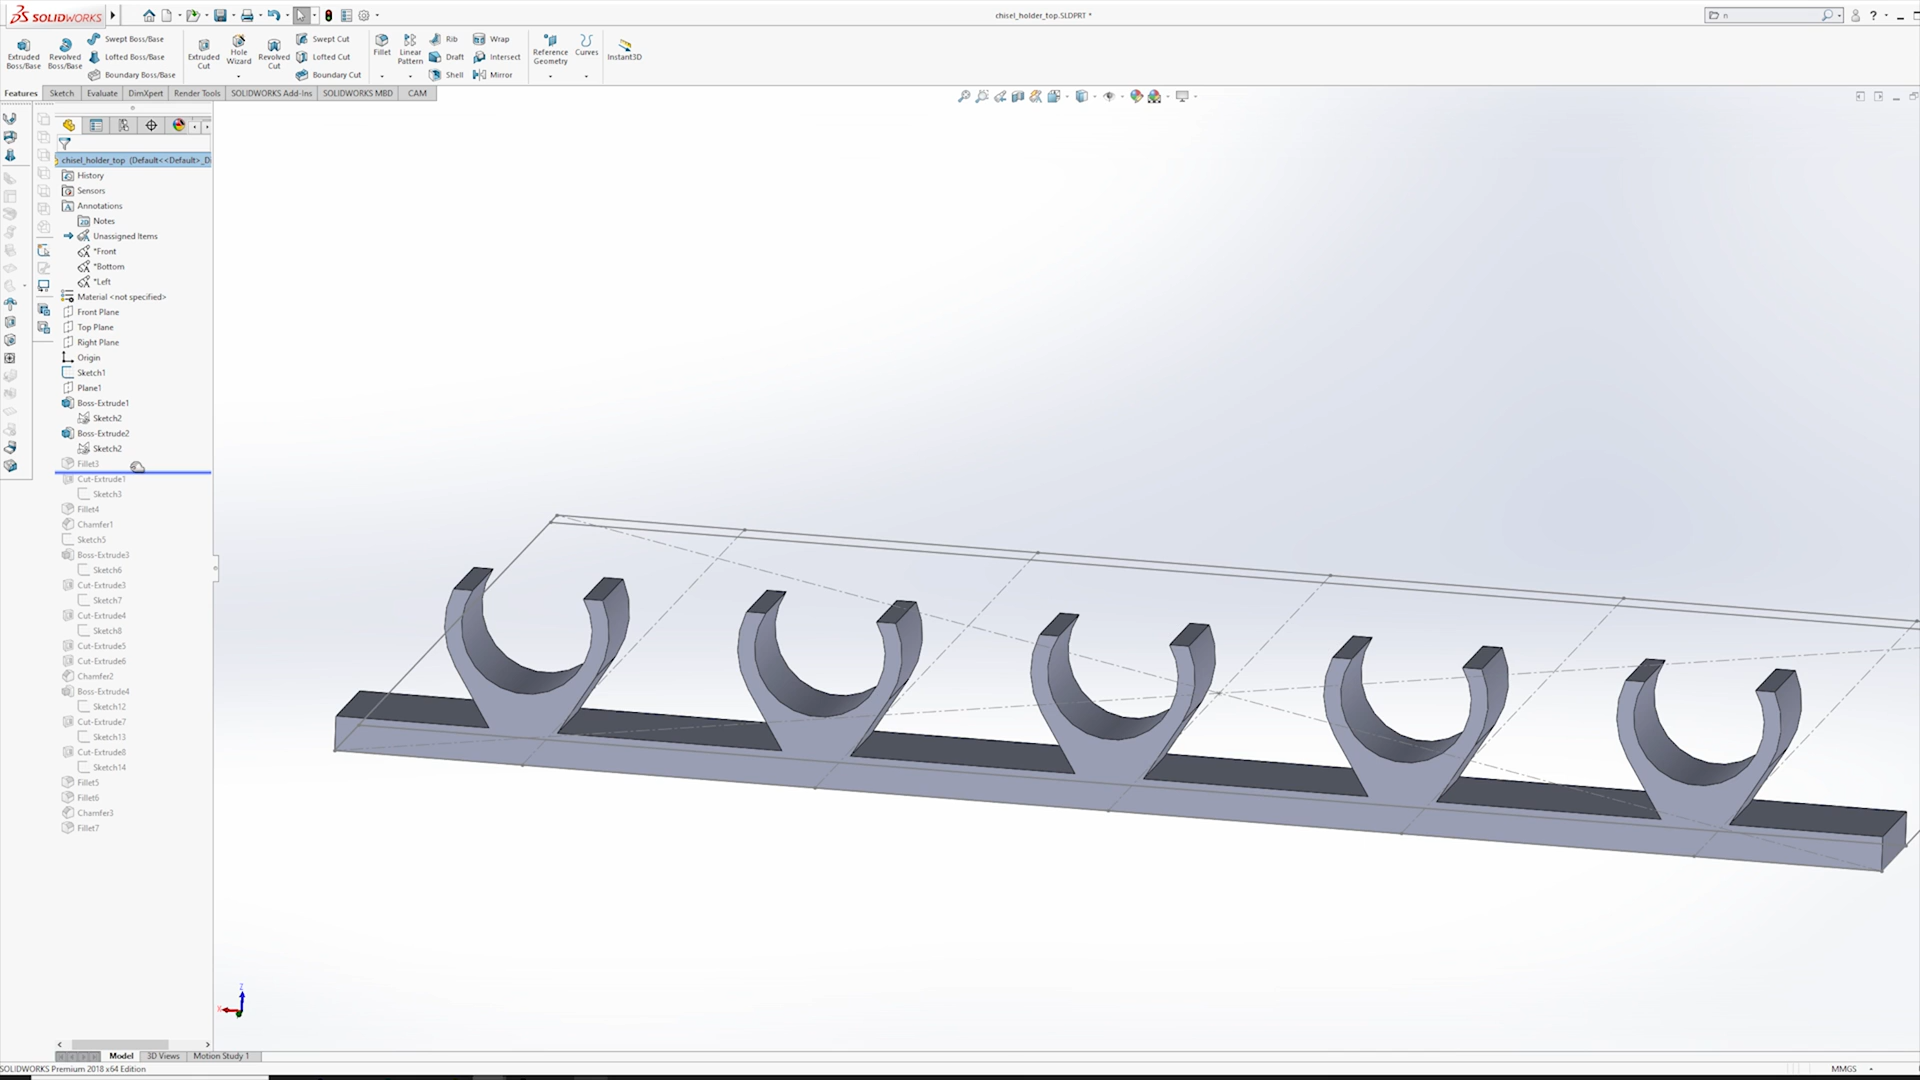 SOLIDWORKS
chisel_holder_top.SLDPRT *
n
?
Extruded Boss/Base
Revolved Boss/Base
Swept Boss/Base
Lofted Boss/Base
Boundary Boss/Base
Extruded Cut
Hole Wizard
Revolved Cut
Swept Cut
Lofted Cut
Boundary Cut
Fillet
Linear Pattern
Rib
Draft
Shell
Wrap
Intersect
Mirror
Reference Geometry
Curves
Instant3D
Features Sketch Evaluate DimXpert Render Tools SOLIDWORKS Add-Ins SOLIDWORKS MBD CAM
chisel_holder_top (Default<<Default>_D
History
Sensors
Annotations
Notes
Unassigned Items
*Front
*Bottom
*Left
Material <not specified>
Front Plane
Top Plane
Right Plane
Origin
Sketch1
Plane1
Boss-Extrude1
Sketch2
Boss-Extrude2
Sketch2
Fillet3
Cut-Extrude1
Sketch3
Fillet4
Chamfer1
Sketch5
Boss-Extrude3
Sketch6
Cut-Extrude3
Sketch7
Cut-Extrude4
Sketch8
Cut-Extrude5
Cut-Extrude6
Chamfer2
Boss-Extrude4
Sketch12
Cut-Extrude7
Sketch13
Cut-Extrude8
Sketch14
Fillet5
Fillet6
Chamfer3
Fillet7
Z
X
Model 3D Views Motion Study 1
SOLIDWORKS Premium 2018 x64 Edition
MMGS